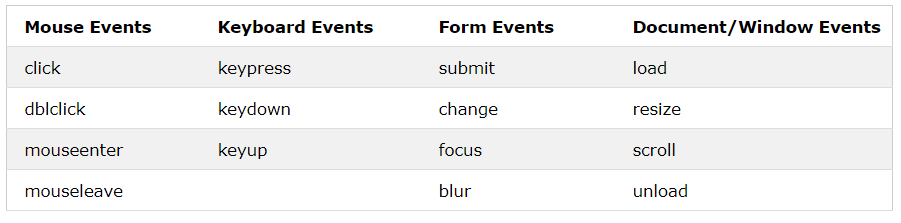 Mouse Events Keyboard Events Form Events Document/Window Events
click keypress submit load
dblclick keydown change resize
mouseenter keyup focus scroll
mouseleave blur unload